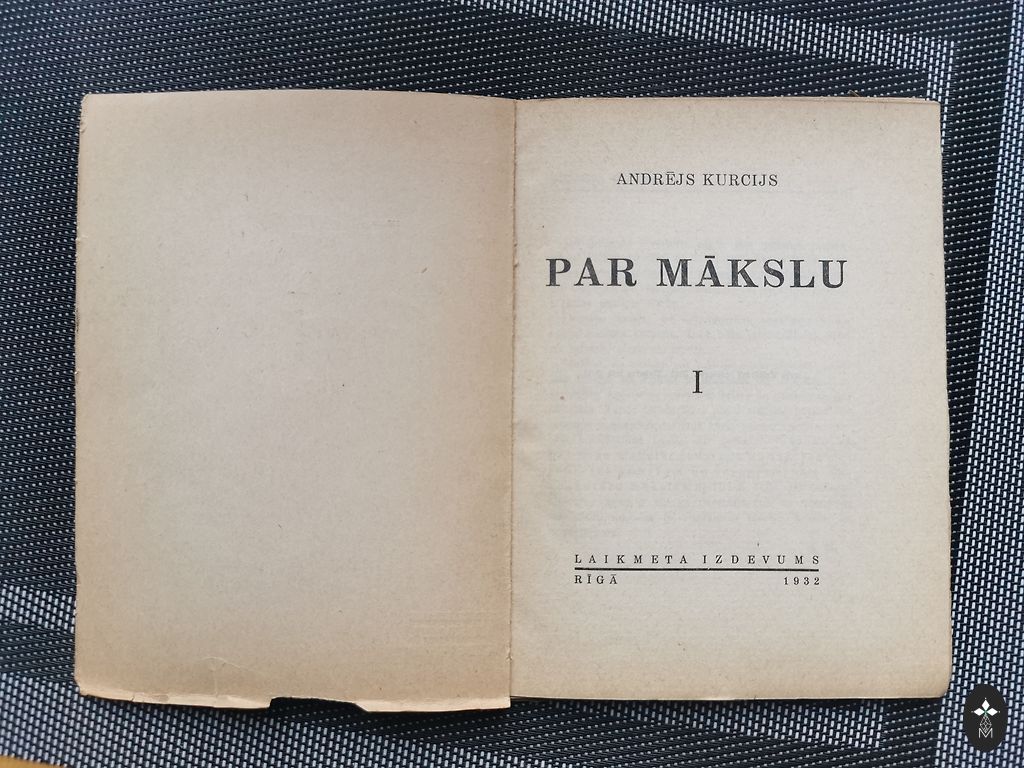 ANDRĒJS KURCIJS
PAR MĀKSLU
I
LAIKMETA IZDEVUMS
RĪGĀ 1932
M